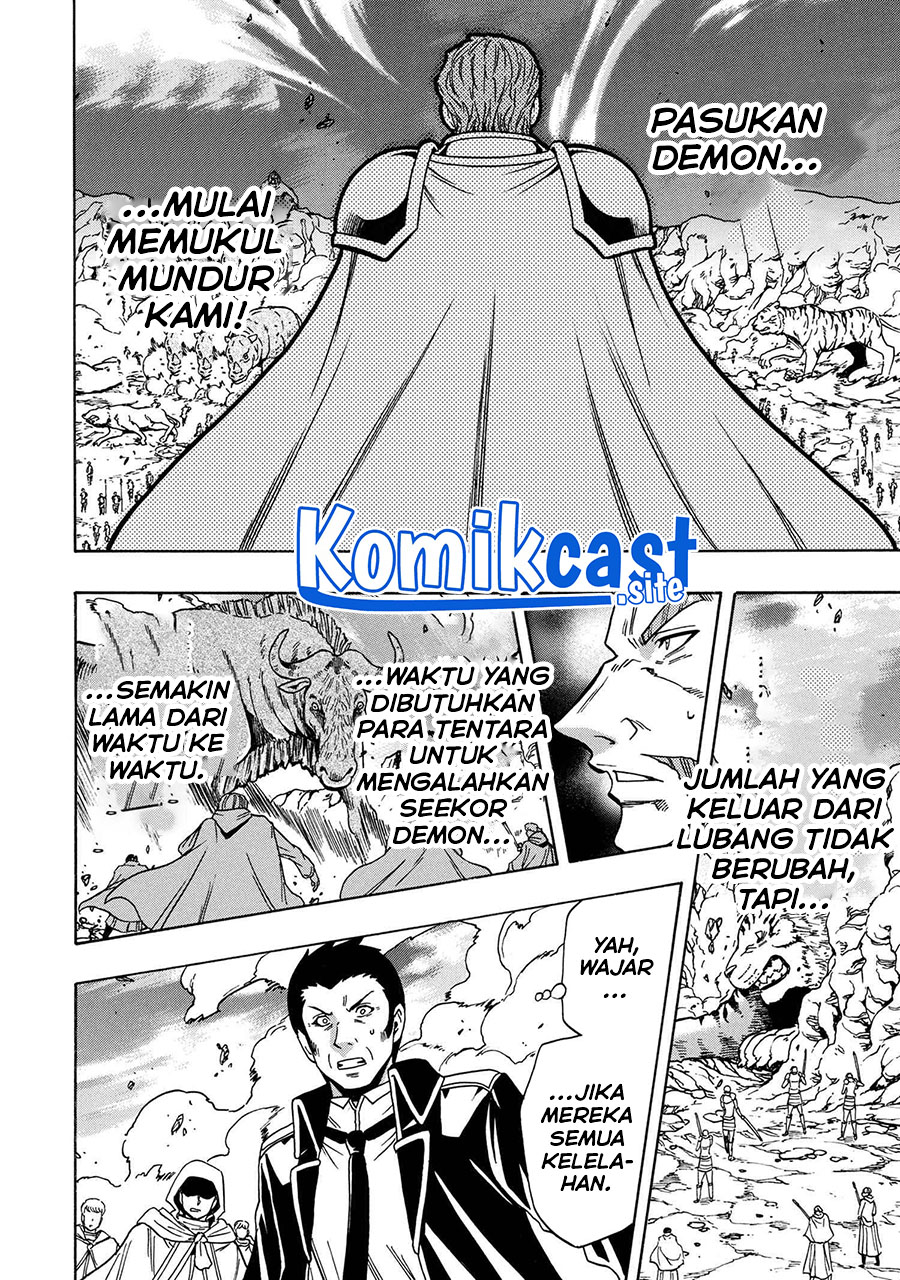 PASUKAN
DEMON...
...MULAI
MEMUKUL
MUNDUR
KAMI!
Komikcast
.site
JUMLAH YANG
KELUAR DARI
LUBANG TIDAK
BERUBAH,
TAPI...
...WAKTU YANG
DIBUTUHKAN
PARA TENTARA
UNTUK
MENGALAHKAN
SEEKOR
DEMON...
...SEMAKIN
LAMA DARI
WAKTU KE
WAKTU.
YAH,
WAJAR
...
...JIKA
MEREKA
SEMUA
KELELA-
HAN.